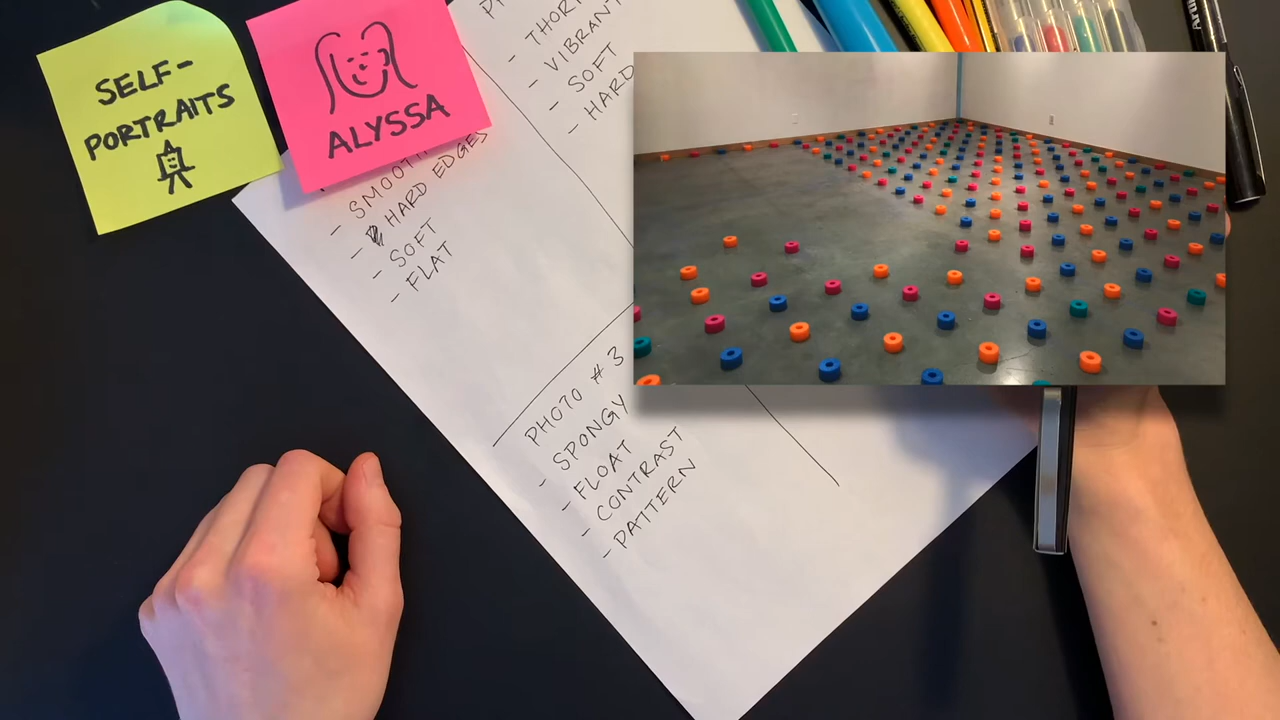 SELF-
PORTRAITS
ALYSSA
- SMOOTH
- HARD EDGES
- SOFT
- FLAT
- VIBRANT
- SOFT
- HARD
PHOTO # 3
- SPONGY
- FLOAT
- CONTRAST
- PATTERN